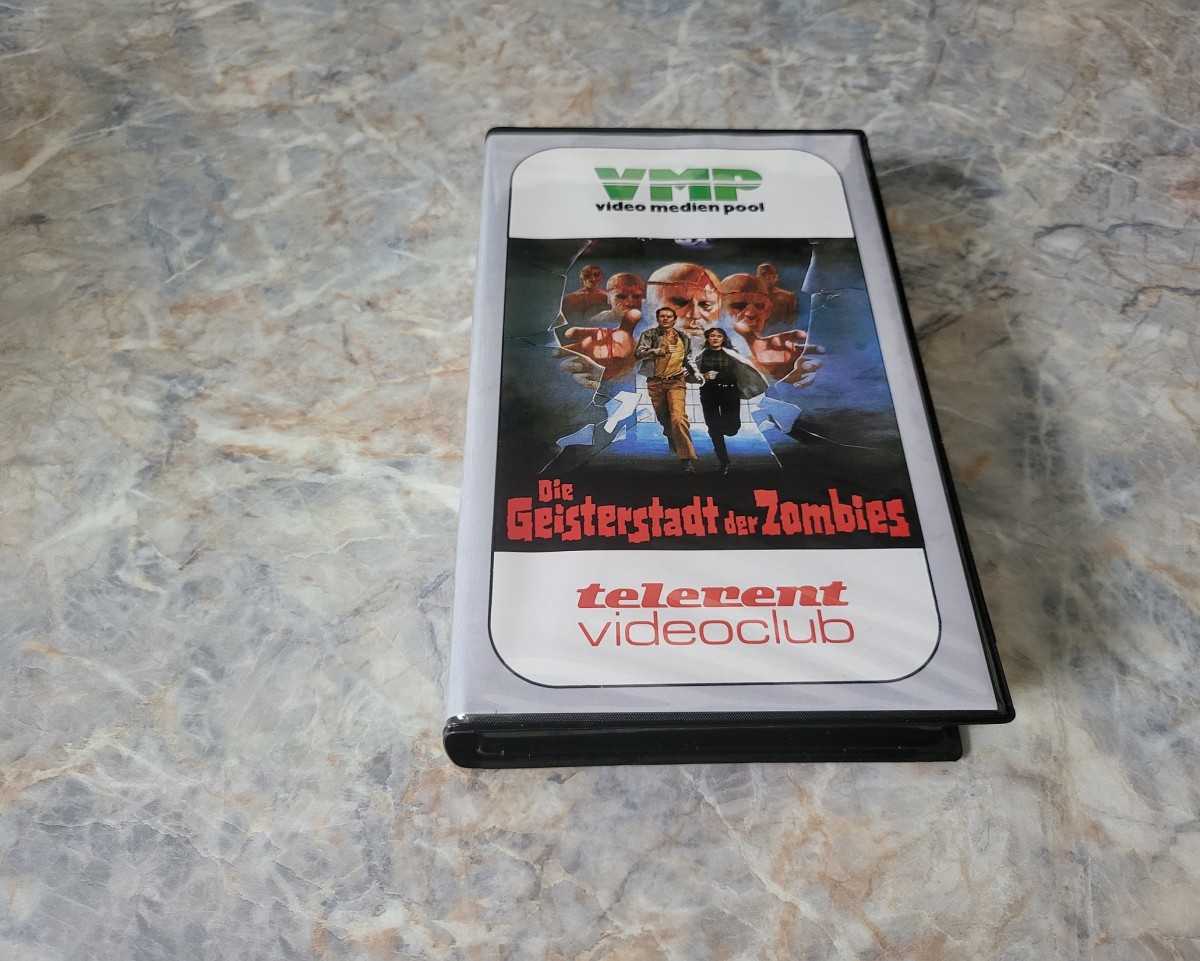 VMP
video medien pool
Die
Geisterstadt der Zombies
telerent
videoclub